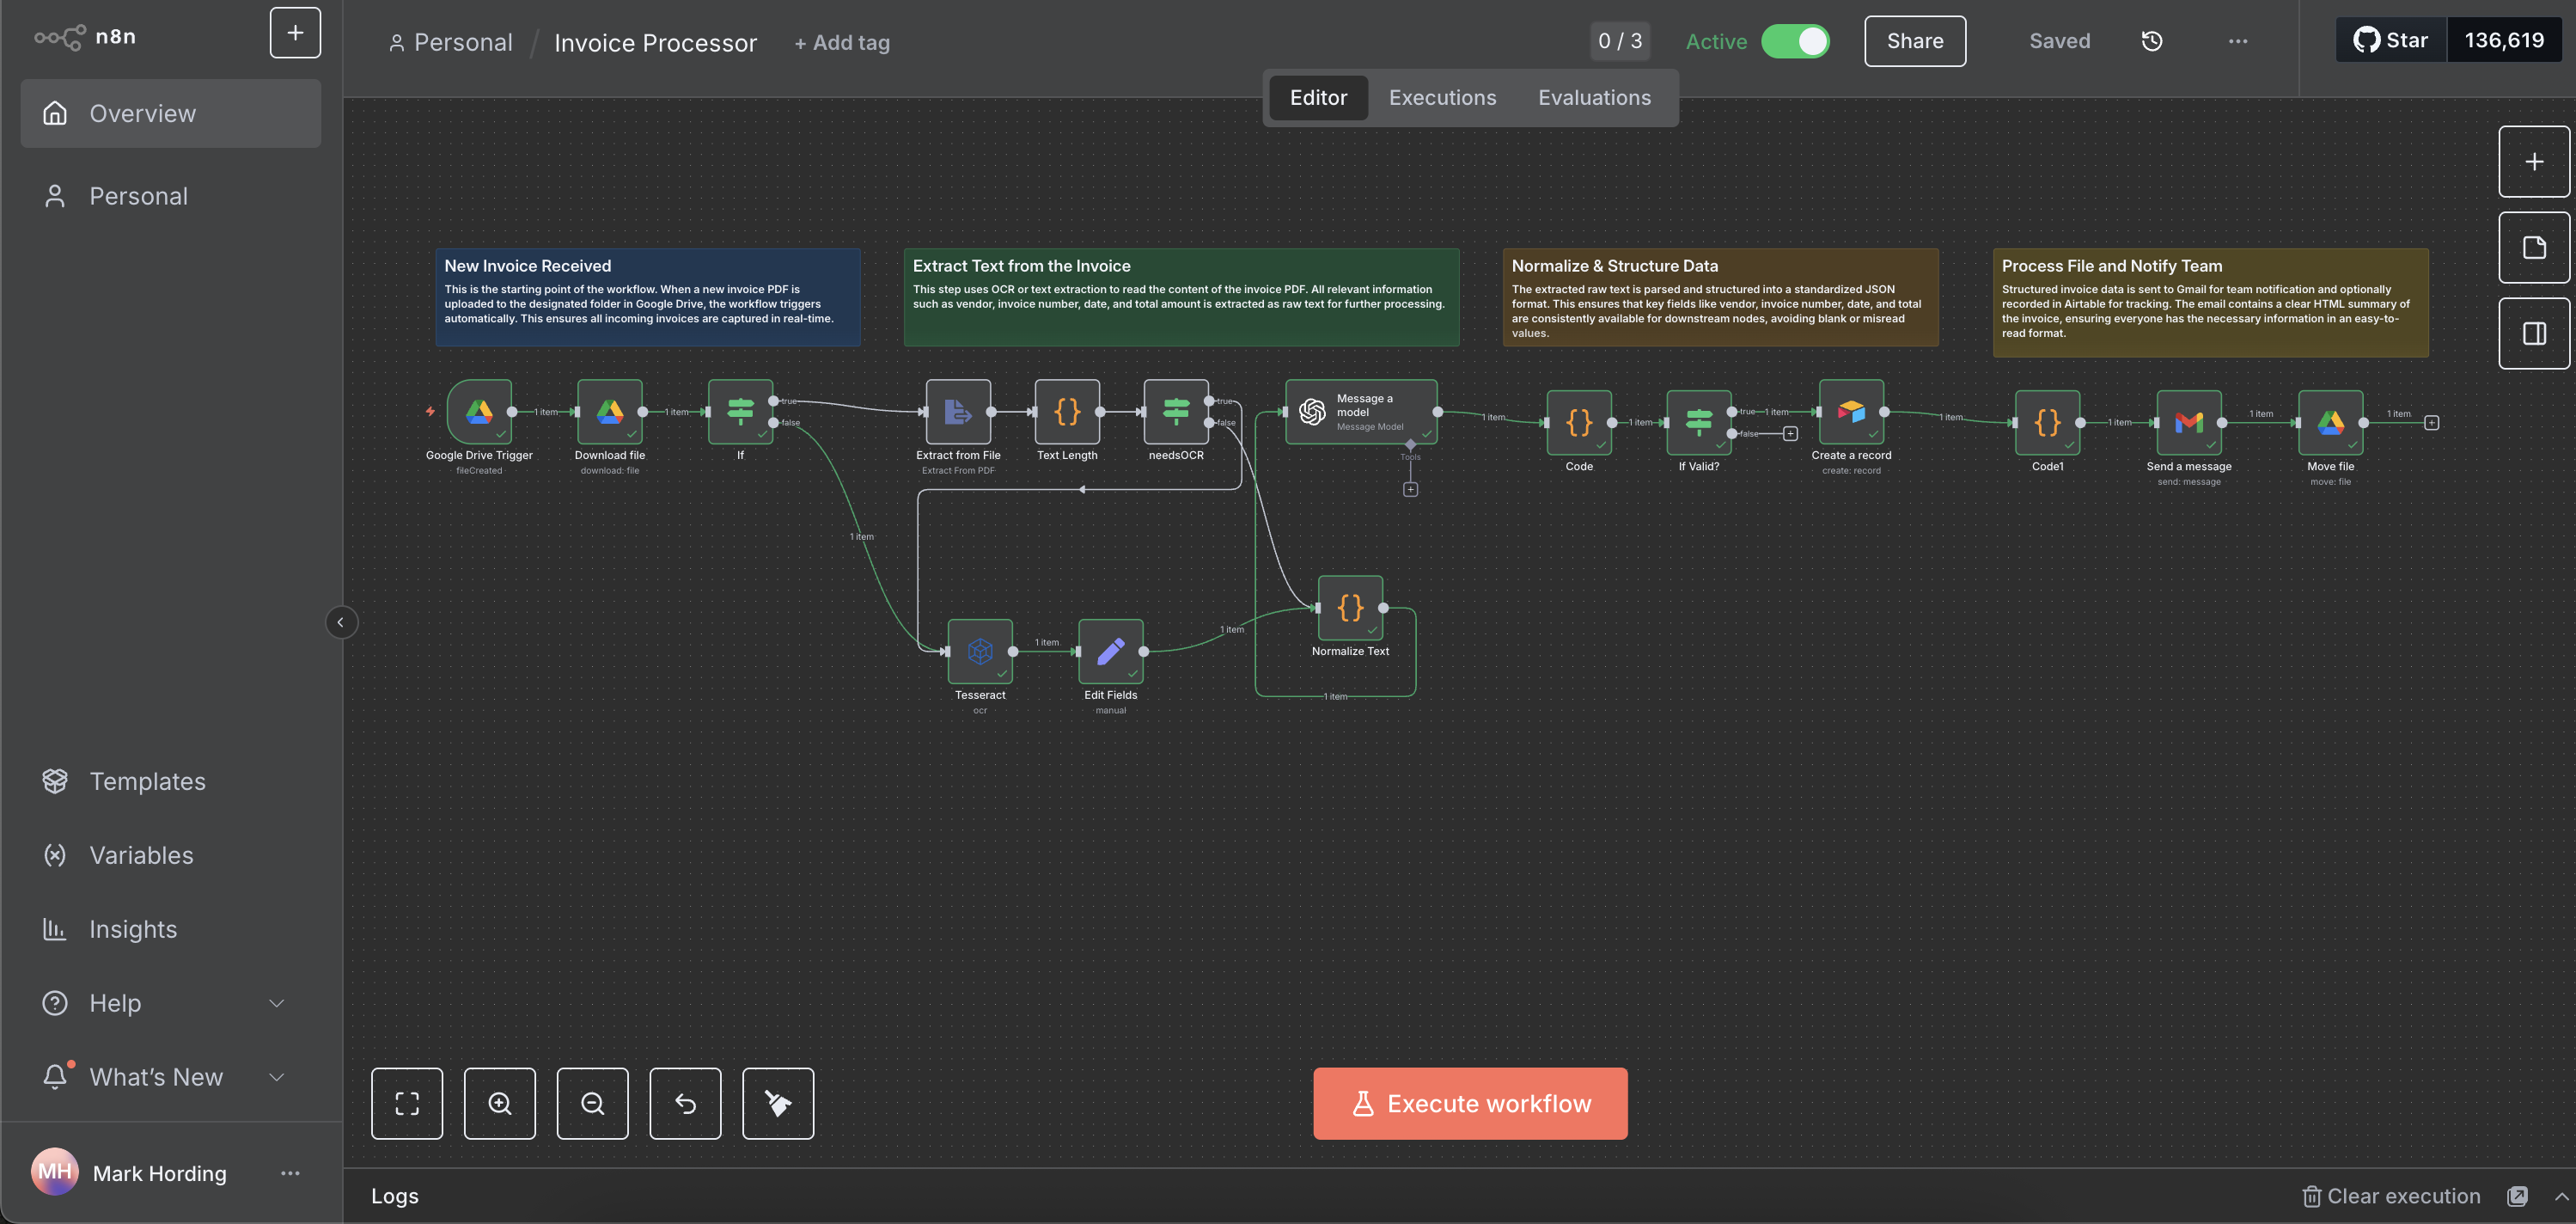 n8n
Overview
Personal
Templates
Variables
Insights
Help
What's New
MH
Mark Hording
Personal / Invoice Processor + Add tag
0 / 3
Active
Share
Saved
Star 136,619
Editor Executions Evaluations
New Invoice Received
This is the starting point of the workflow. When a new invoice PDF is
uploaded to the designated folder in Google Drive, the workflow triggers
automatically. This ensures all incoming invoices are captured in real-time.
Extract Text from the Invoice
This step uses OCR or text extraction to read the content of the invoice PDF. All relevant information
such as vendor, invoice number, date, and total amount is extracted as raw text for further processing.
Normalize & Structure Data
The extracted raw text is parsed and structured into a standardized JSON
format. This ensures that key fields like vendor, invoice number, date, and total
are consistently available for downstream nodes, avoiding blank or misread
values.
Process File and Notify Team
Structured invoice data is sent to Gmail for team notification and optionally
recorded in Airtable for tracking. The email contains a clear HTML summary of
the invoice, ensuring everyone has the necessary information in an easy-to-
read format.
1 item
Google Drive Trigger
fileCreated
1 item
Download file
download: file
true
false
If
1 item
Extract from File
Extract From PDF
Text Length
true
false
needsOCR
Message a
model
Message Model
Tools
1 item
Code
1 item
true
1 item
false
If Valid?
Create a record
create: record
1 item
Code1
1 item
Send a message
send: message
1 item
Move file
move: file
1 item
Tesseract
ocr
1 item
Edit Fields
manual
1 item
Normalize Text
1 item
Execute workflow
Logs
Clear execution